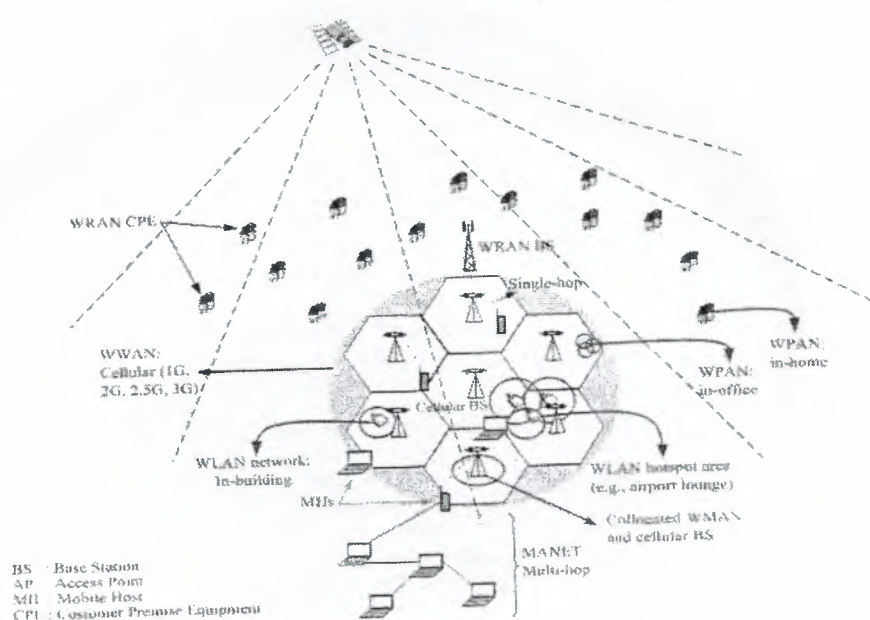 WRAN CPE
WRAN BS
Single-hop
WWAN:
Cellular (1G,
2G, 2.5G, 3G)
WPAN:
in-home
WPAN:
in-office
Cellular BS
WLAN network:
In-building
WLAN hotspot area
(e.g., airport lounge)
MHs
Collocated WMAN
and cellular BS
MANET
Multi-hop
BS : Base Station
AP : Access Point
MH : Mobile Host
CPE : Customer Premise Equipment